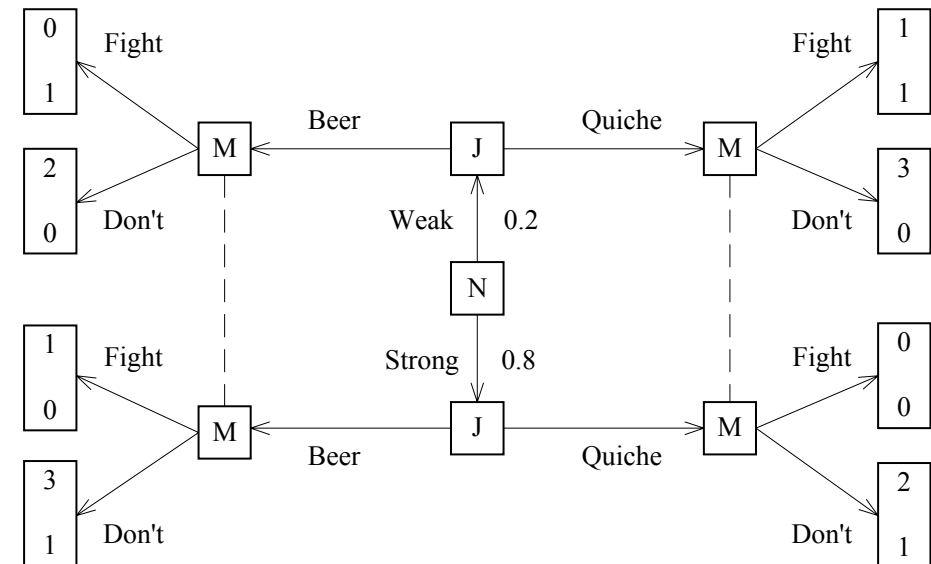 0 1
Fight Fight
1 1
Beer Quiche
M J M
2 3
Weak 0.2
Don't Don't
0 0
N
1 0
Fight Strong 0.8 Fight
0 0
M J M
Beer Quiche
3 2
Don't Don't
1 1